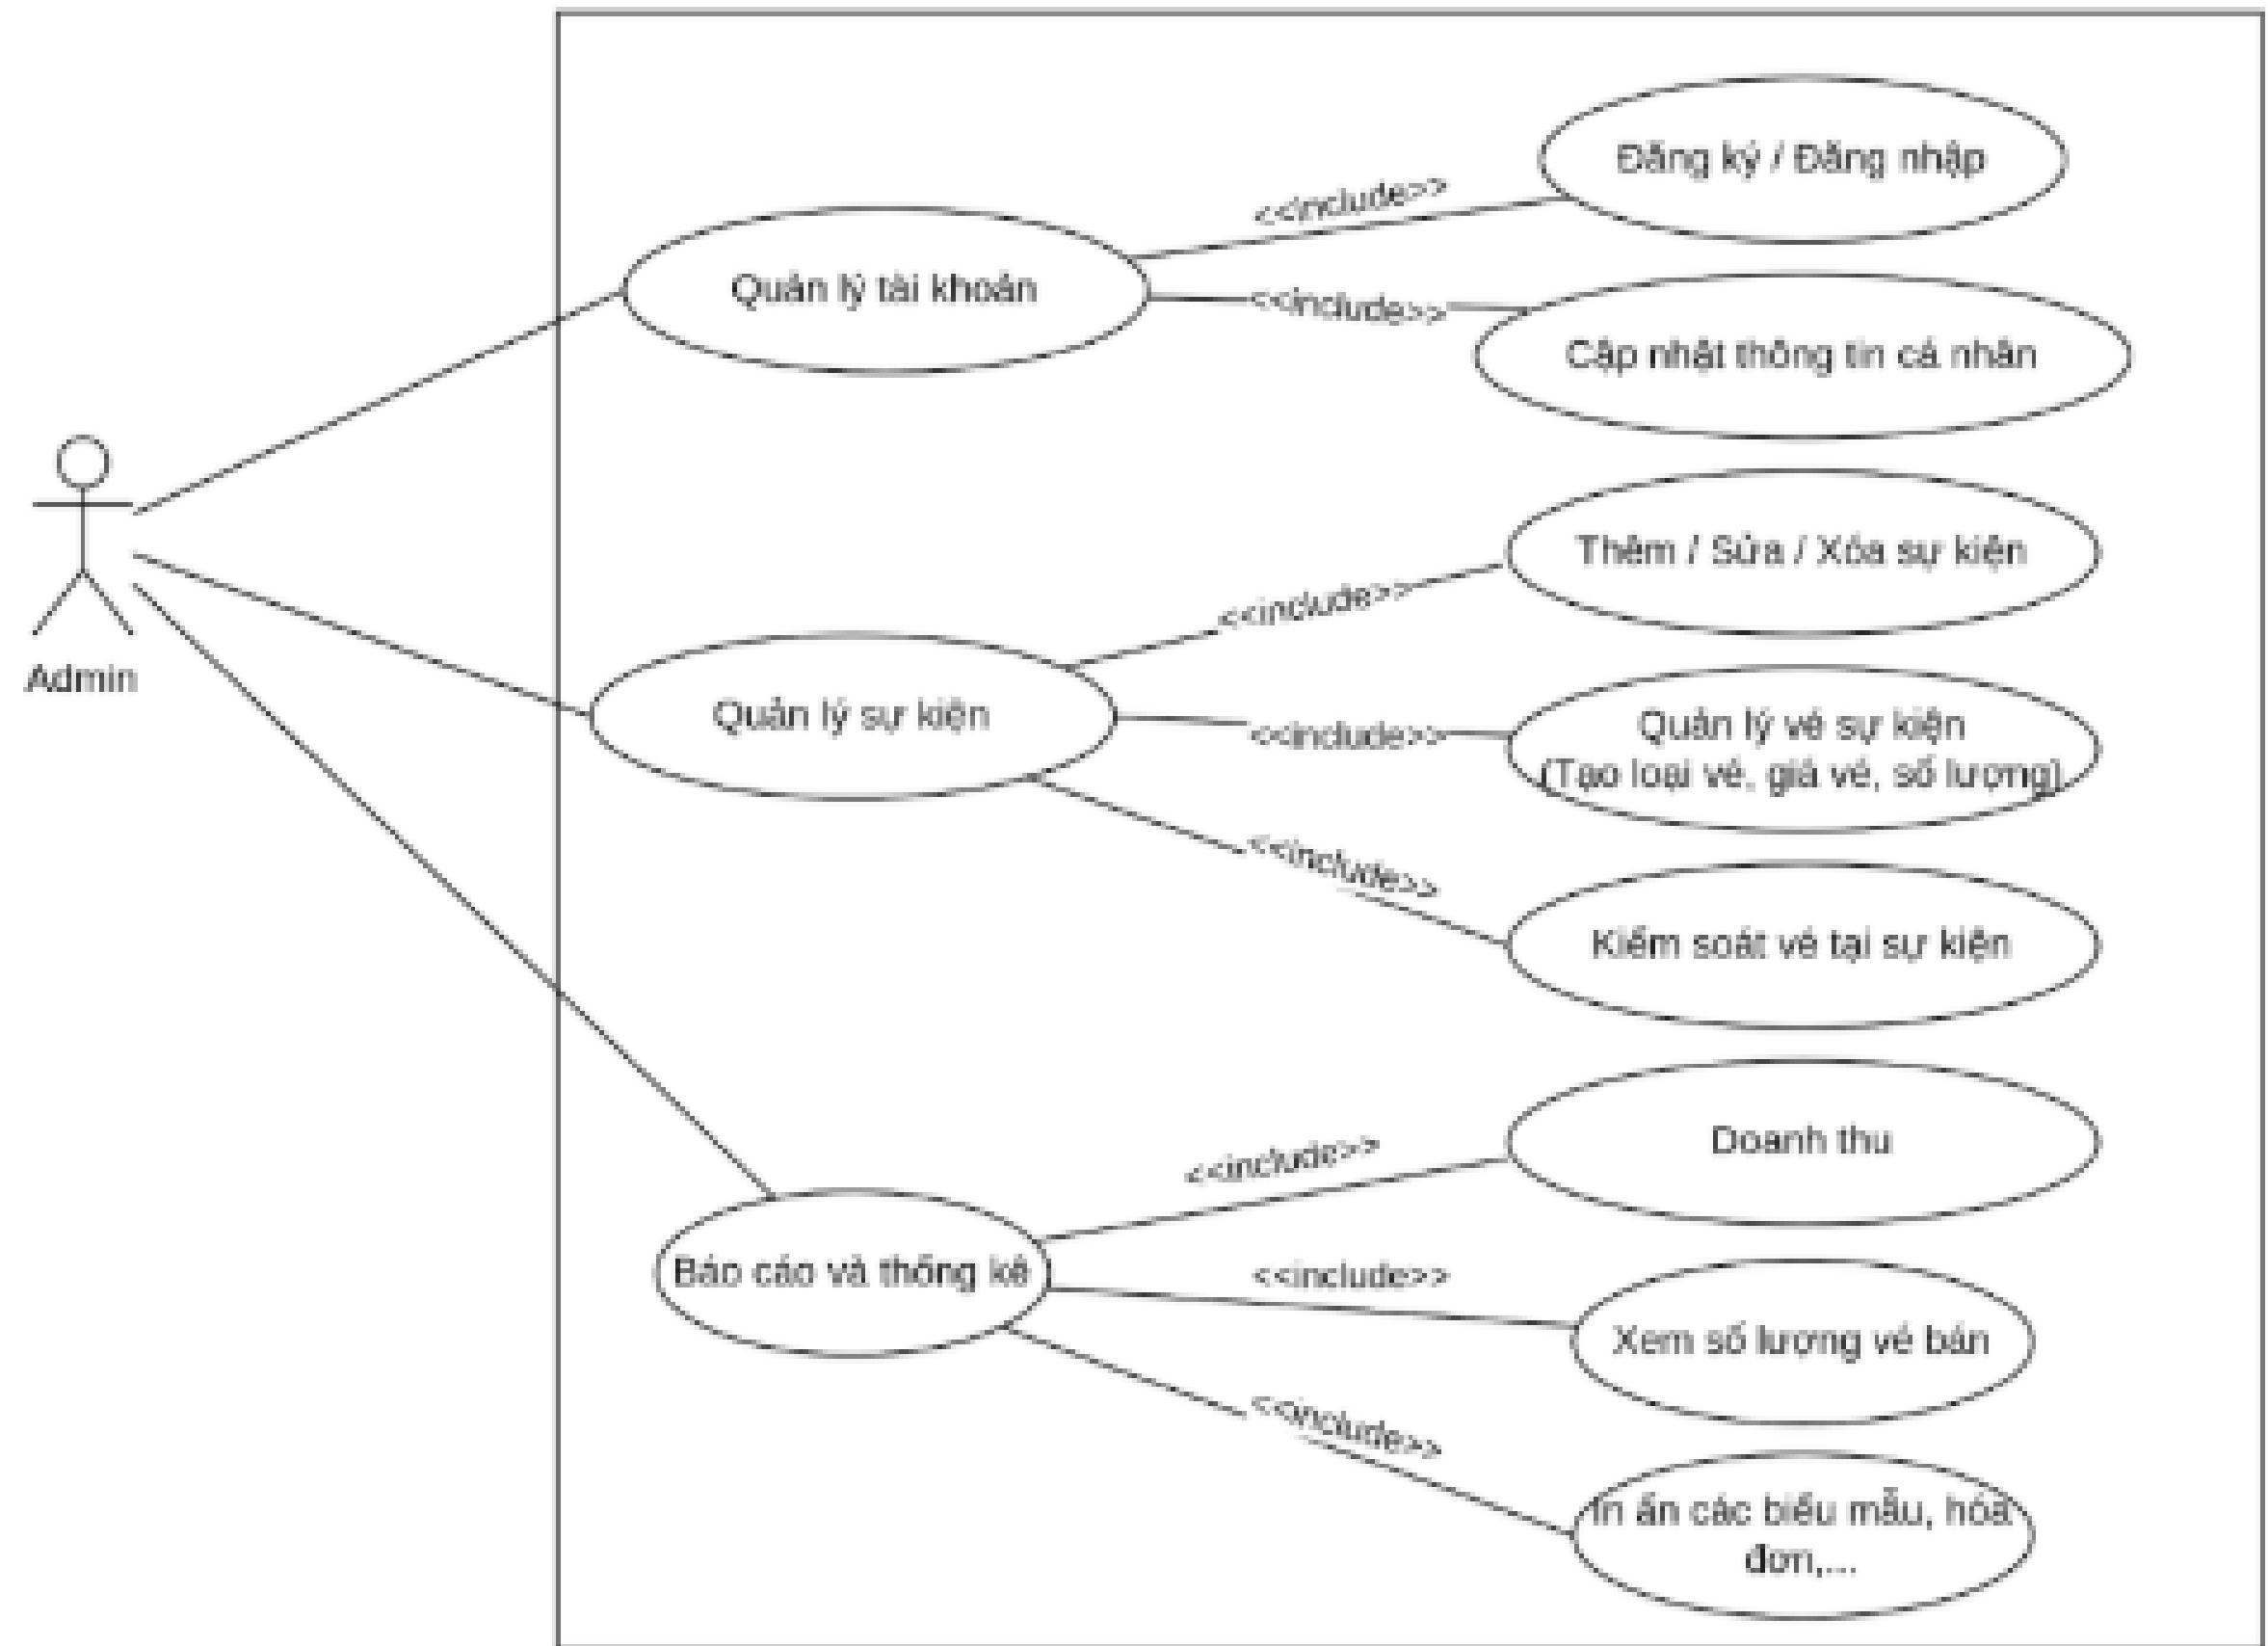 Đăng ký / Đăng nhập
<<include>>
Quản lý tài khoản
<<include>>
Cập nhật thông tin cá nhân
Admin
Thêm / Sửa / Xóa sự kiện
<<include>>
Quản lý sự kiện
<<include>>
Quản lý vé sự kiện
(Tạo loại vé, giá vé, số lượng)
<<include>>
Kiểm soát vé tại sự kiện
Doanh thu
<<include>>
Báo cáo và thống kê
<<include>>
Xem số lượng vé bán
<<include>>
In ấn các biểu mẫu, hóa
đơn,...